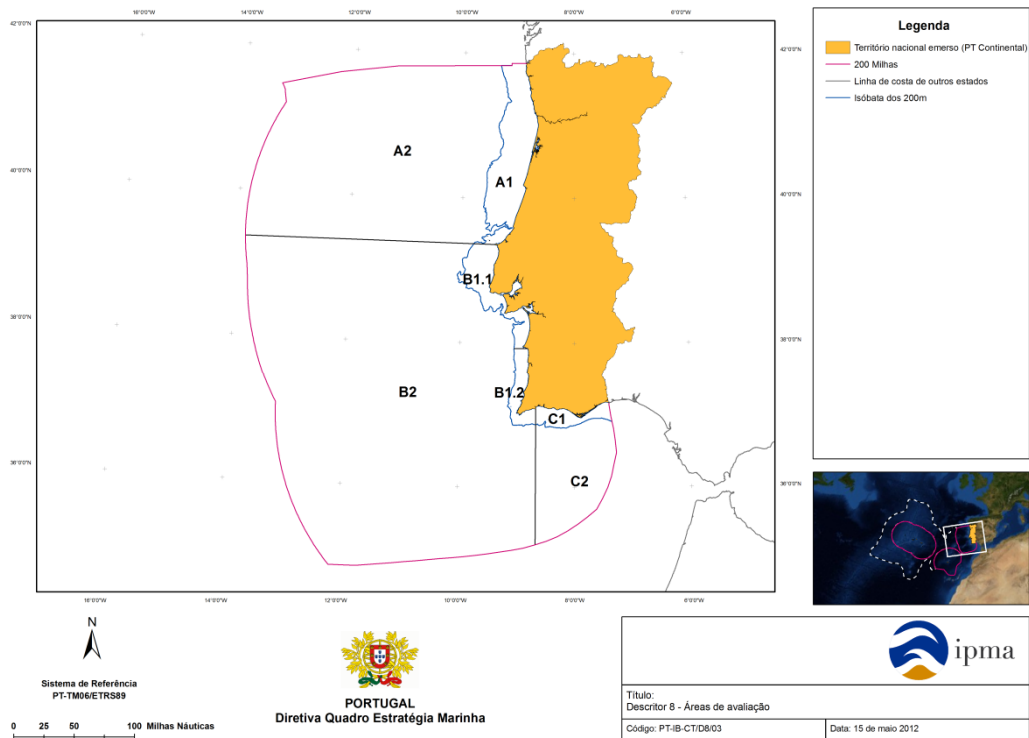 16°0'0"W 14°0'0"W 12°0'0"W 10°0'0"W 8°0'0"W 6°0'0"W
42°0'0"N 42°0'0"N
40°0'0"N 40°0'0"N
38°0'0"N 38°0'0"N
36°0'0"N 36°0'0"N
A2
A1
B1.1
B2
B1.2
C1
C2
16°0'0"W 14°0'0"W 12°0'0"W 10°0'0"W 8°0'0"W 6°0'0"W
Legenda
Território nacional emerso (PT Continental)
200 Milhas
Linha de costa de outros estados
Isóbata dos 200m
N
Sistema de Referência
PT-TM06/ETRS89
0 25 50 100 Milhas Náuticas
PORTUGAL
Diretiva Quadro Estratégia Marinha
ipma
Título:
Descritor 8 - Áreas de avaliação
Código: PT-IB-CT/D8/03
Data: 15 de maio 2012